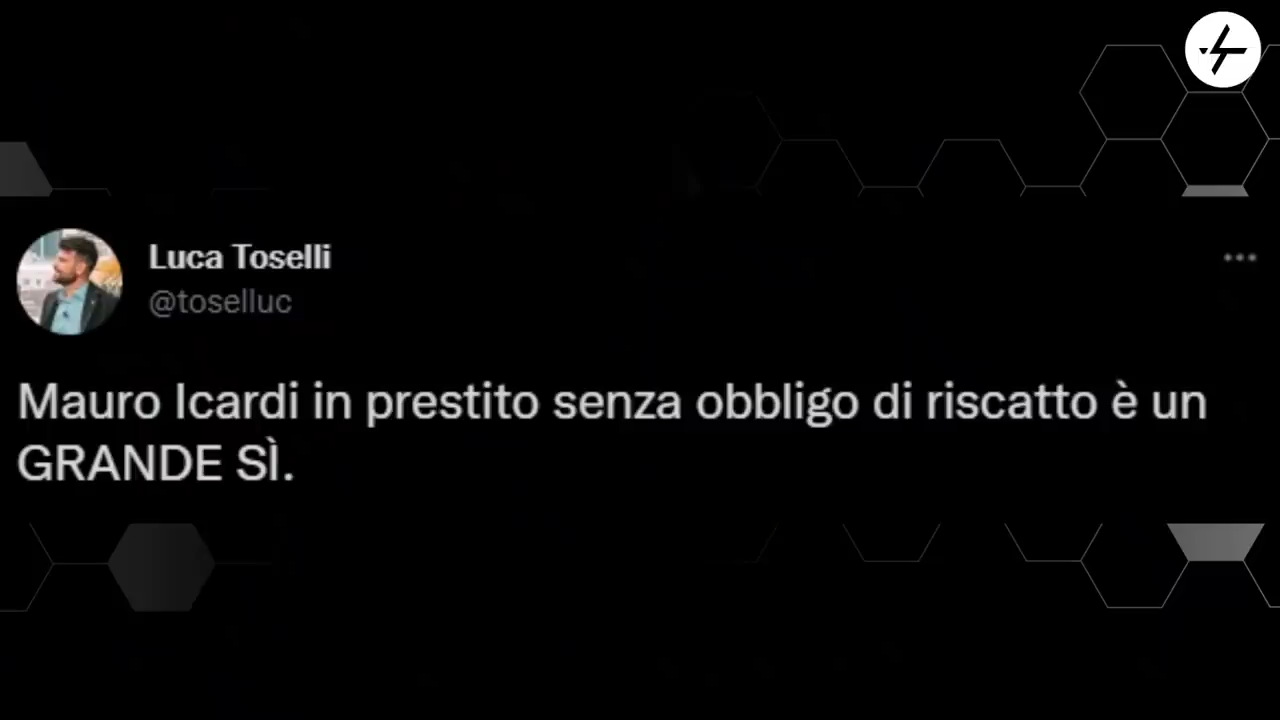 Luca Toselli
@toselluc
Mauro Icardi in prestito senza obbligo di riscatto è un
GRANDE SÌ.